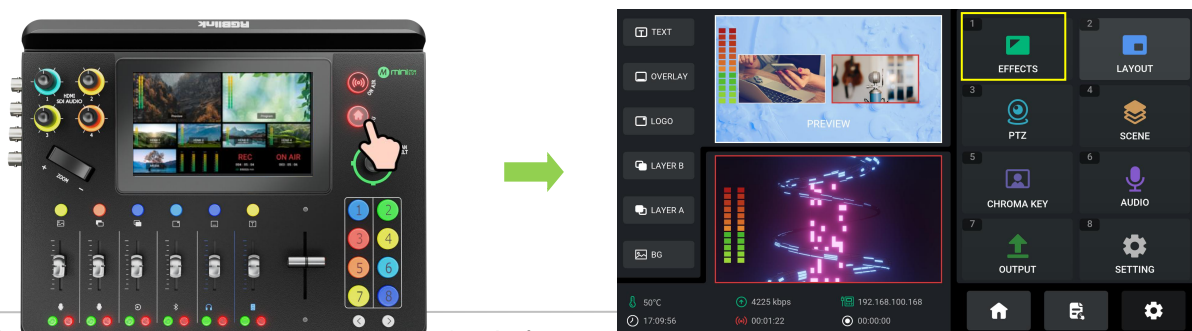 RGBlink
mini
ON AIR
HDMI
SDI AUDIO
1
2
3
4
+ ZOOM −
Preview
Program
REC
ON AIR
1
2
3
4
5
6
7
8
TEXT
OVERLAY
LOGO
LAYER B
LAYER A
BG
PREVIEW
1
EFFECTS
2
LAYOUT
3
PTZ
4
SCENE
5
CHROMA KEY
6
AUDIO
7
OUTPUT
8
SETTING
50°C
4225 kbps
192.168.100.168
17:09:56
00:01:22
00:00:00